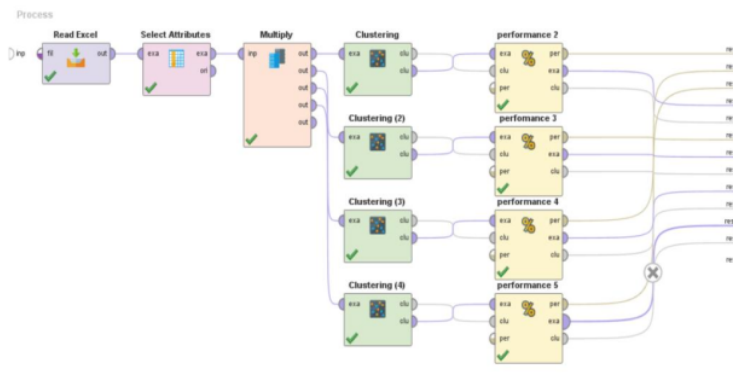 Process
Read Excel
Select Attributes
Multiply
Clustering
performance 2
inp
fil
out
exa
exa
ori
inp
out
out
out
out
out
exa
clu
clu
exa
clu
per
per
exa
clu
Clustering (2)
perfomance 3
exa
clu
clu
exa
clu
per
per
exa
clu
Clustering (3)
performance 4
exa
clu
clu
exa
clu
per
per
exa
clu
Clustering (4)
performance 5
exa
clu
clu
exa
clu
per
per
exa
clu